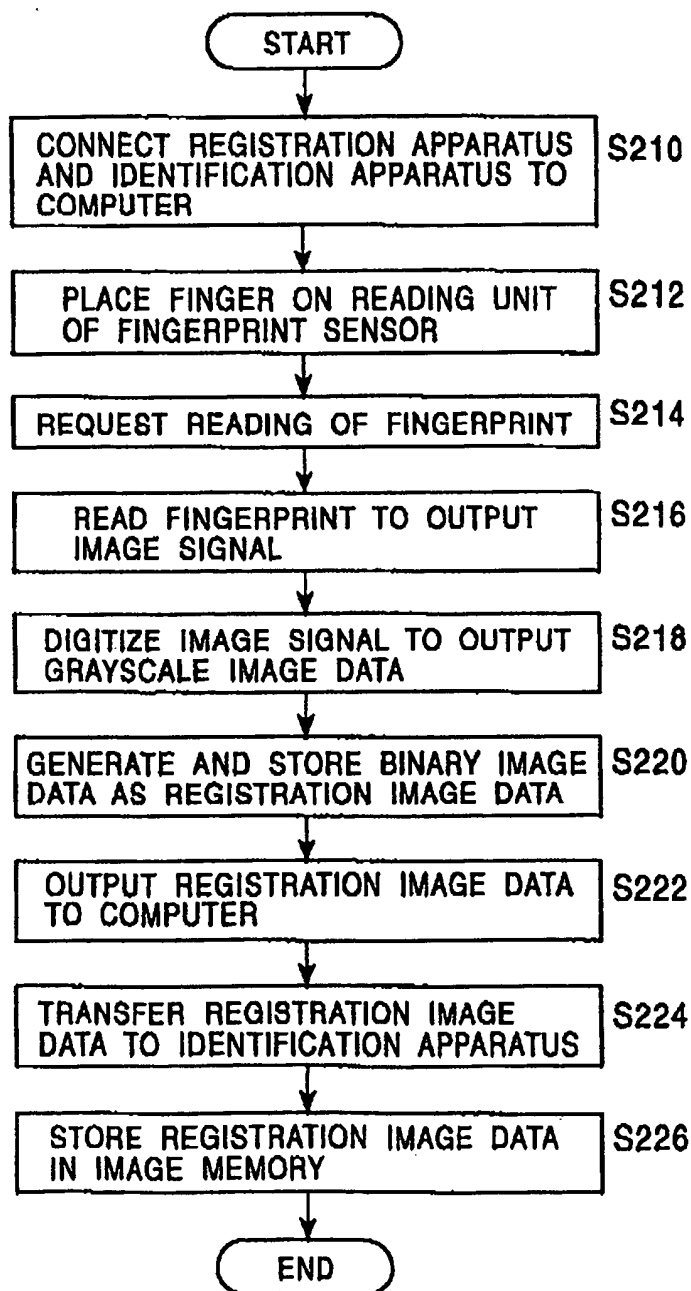 START
CONNECT REGISTRATION APPARATUS
AND IDENTIFICATION APPARATUS TO
COMPUTER
S210
PLACE FINGER ON READING UNIT
OF FINGERPRINT SENSOR
S212
REQUEST READING OF FINGERPRINT
S214
READ FINGERPRINT TO OUTPUT
IMAGE SIGNAL
S216
DIGITIZE IMAGE SIGNAL TO OUTPUT
GRAYSCALE IMAGE DATA
S218
GENERATE AND STORE BINARY IMAGE
DATA AS REGISTRATION IMAGE DATA
S220
OUTPUT REGISTRATION IMAGE DATA
TO COMPUTER
S222
TRANSFER REGISTRATION IMAGE
DATA TO IDENTIFICATION APPARATUS
S224
STORE REGISTRATION IMAGE DATA
IN IMAGE MEMORY
S226
END